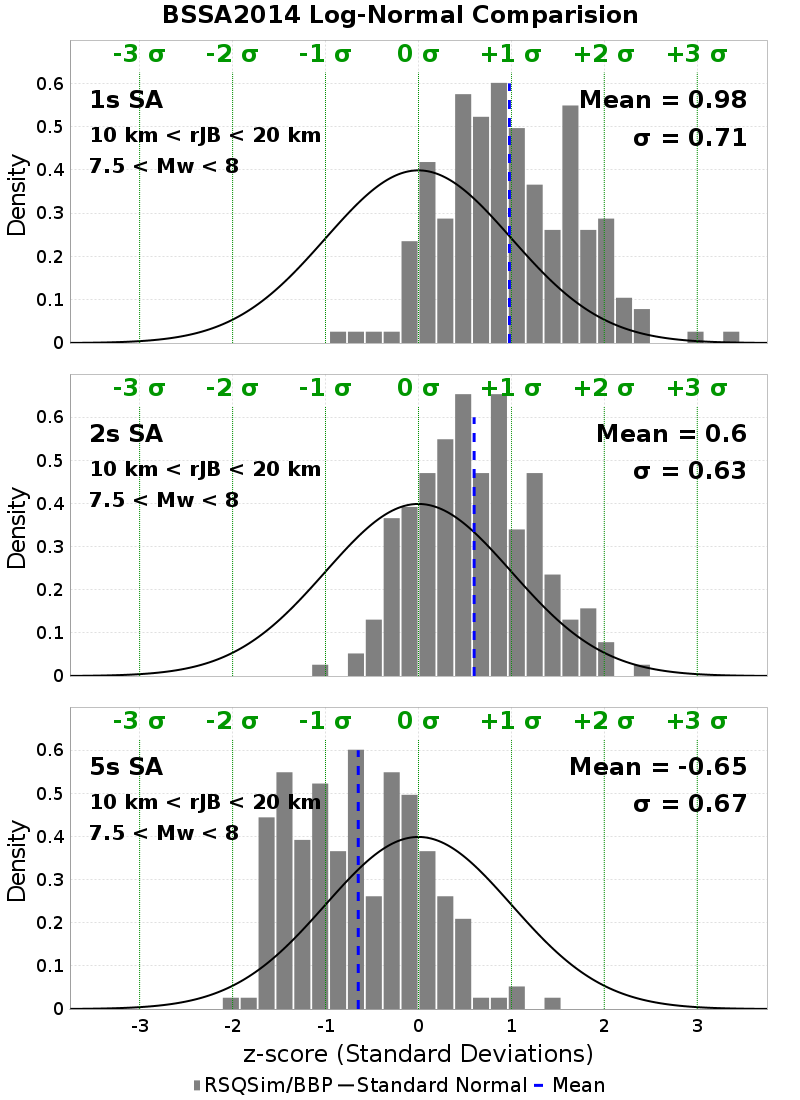 BSSA2014 Log-Normal Comparision
-3 σ -2 σ -1 σ 0 σ +1 σ +2 σ +3 σ
0.6
1s SA
Mean = 0.98
0.5
10 km < rJB < 20 km
σ = 0.71
7.5 < Mw < 8
0.4
0.3
0.2
0.1
0
Density
-3 σ -2 σ -1 σ 0 σ +1 σ +2 σ +3 σ
0.6
2s SA
Mean = 0.6
0.5
10 km < rJB < 20 km
σ = 0.63
7.5 < Mw < 8
0.4
0.3
0.2
0.1
0
Density
-3 σ -2 σ -1 σ 0 σ +1 σ +2 σ +3 σ
0.6
5s SA
Mean = -0.65
0.5
10 km < rJB < 20 km
σ = 0.67
7.5 < Mw < 8
0.4
0.3
0.2
0.1
0
Density
-3 -2 -1 0 1 2 3
z-score (Standard Deviations)
RSQSim/BBP Standard Normal Mean